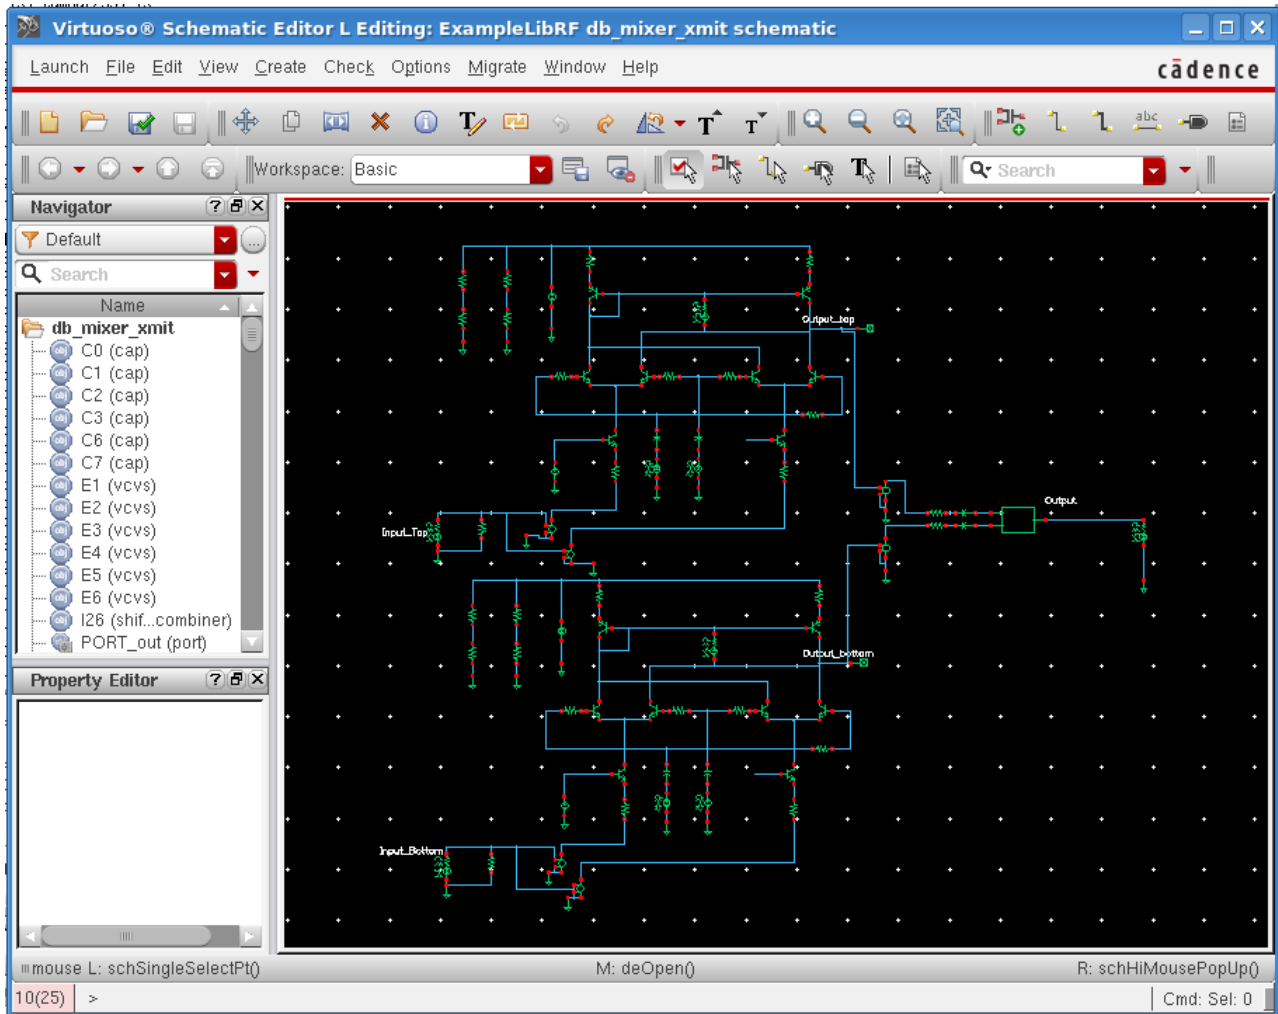 Virtuoso® Schematic Editor L Editing: ExampleLibRF db_mixer_xmit schematic
Launch File Edit View Create Check Options Migrate Window Help
cādence
abc
Workspace: Basic
Search
Navigator
Default
Search
Name
db_mixer_xmit
C0 (cap)
C1 (cap)
C2 (cap)
C3 (cap)
C6 (cap)
C7 (cap)
E1 (vcvs)
E2 (vcvs)
E3 (vcvs)
E4 (vcvs)
E5 (vcvs)
E6 (vcvs)
I26 (shif...combiner)
PORT_out (port)
Property Editor
Output_top
Output
Input_Top
Output_bottom
Input_Bottom
mouse L: schSingleSelectPt()
M: deOpen()
R: schHiMousePopUp()
10(25) >
Cmd: Sel: 0